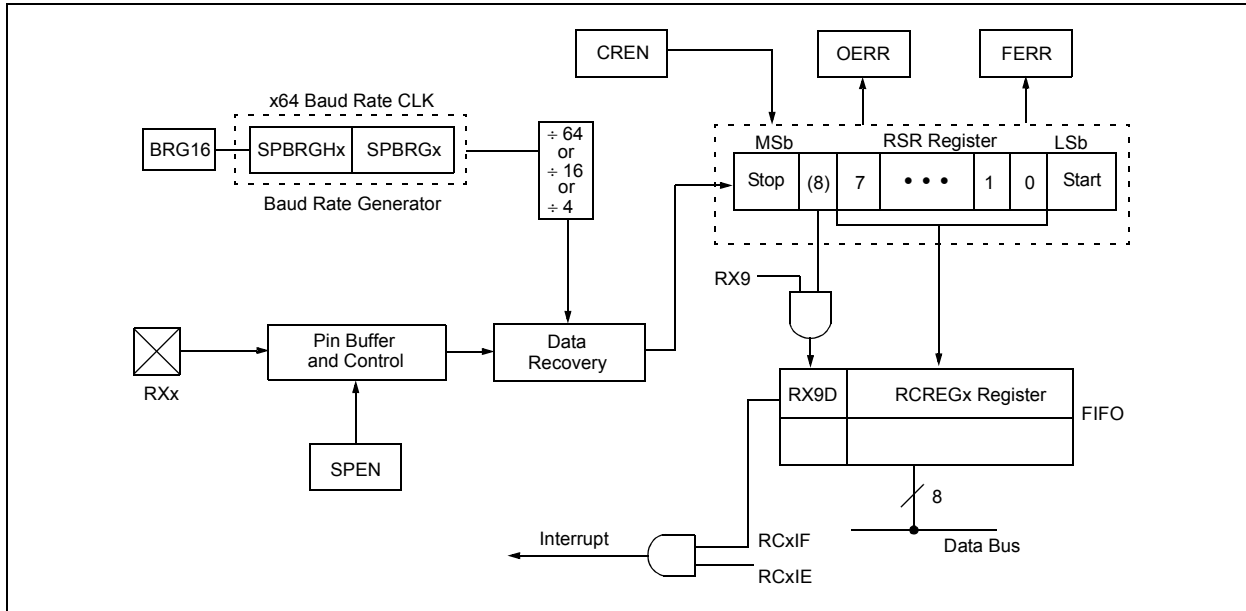 CREN
OERR
FERR
x64 Baud Rate CLK
BRG16
SPBRGHx
SPBRGx
Baud Rate Generator
÷ 64
or
÷ 16
or
÷ 4
MSb
RSR Register
LSb
Stop
(8)
7
• • •
1
0
Start
RX9
RXx
Pin Buffer
and Control
Data
Recovery
SPEN
RX9D
RCREGx Register
FIFO
8
Data Bus
Interrupt
RCxIF
RCxIE